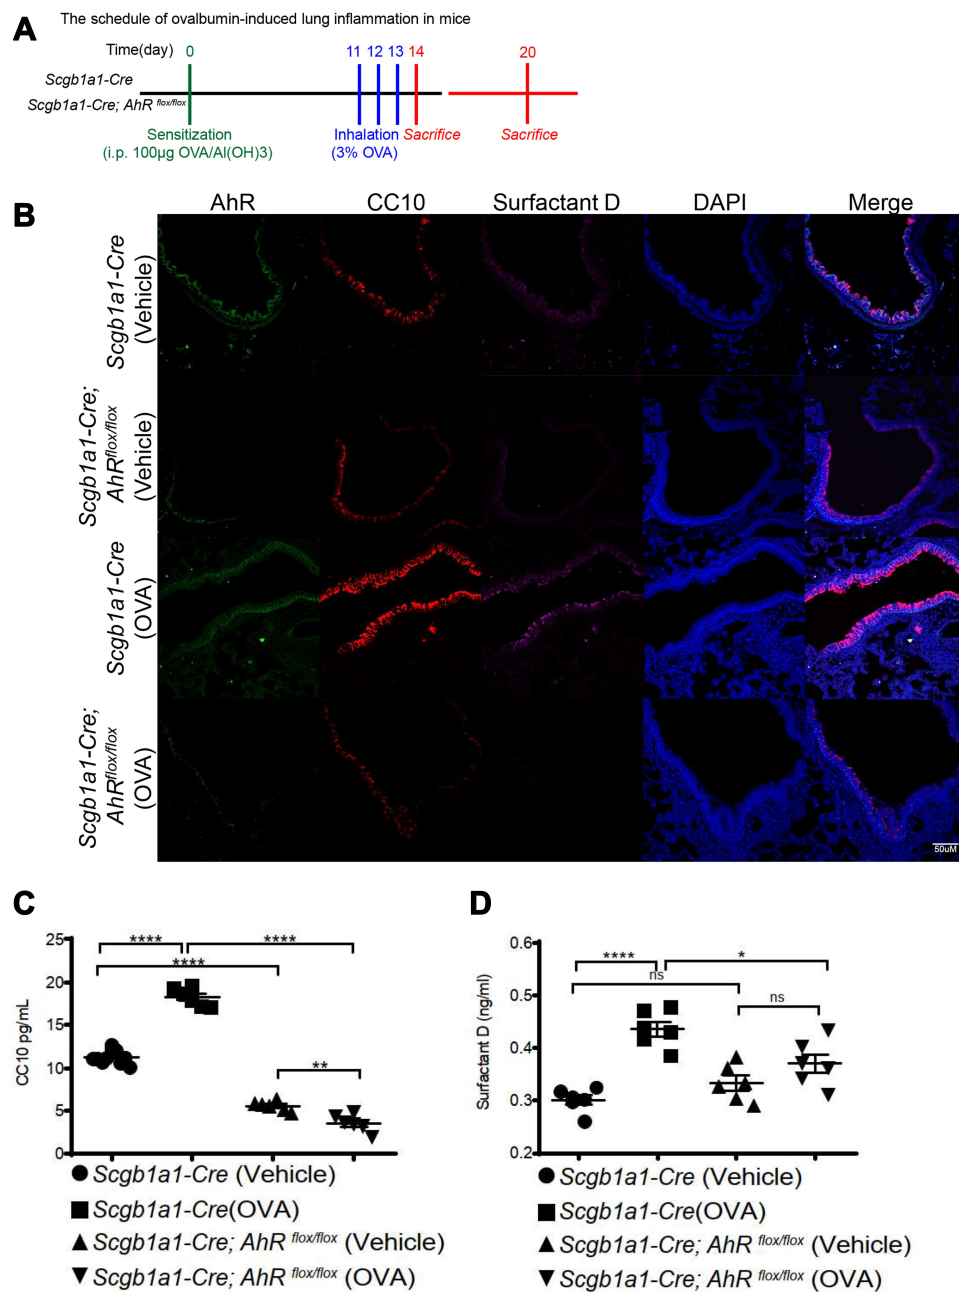 A
The schedule of ovalbumin-induced lung inflammation in mice
Time(day) 0 11 12 13 14 20
Scgb1a1-Cre
Scgb1a1-Cre; AhR flox/flox
Sensitization Inhalation Sacrifice Sacrifice
(i.p. 100µg OVA/Al(OH)3) (3% OVA)
B
AhR CC10 Surfactant D DAPI Merge
Scgb1a1-Cre
(Vehicle)
Scgb1a1-Cre;
AhRflox/flox
(Vehicle)
Scgb1a1-Cre
(OVA)
Scgb1a1-Cre;
AhRflox/flox
(OVA)
50uM
C
CC10 pg/mL
25
20
15
10
5
0
**** ****
****
**
Scgb1a1-Cre (Vehicle)
Scgb1a1-Cre(OVA)
Scgb1a1-Cre; AhR flox/flox (Vehicle)
Scgb1a1-Cre; AhR flox/flox (OVA)
D
Surfactant D (ng/ml)
0.6
0.5
0.4
0.3
0.2
**** *
ns
ns
Scgb1a1-Cre (Vehicle)
Scgb1a1-Cre(OVA)
Scgb1a1-Cre; AhR flox/flox (Vehicle)
Scgb1a1-Cre; AhR flox/flox (OVA)